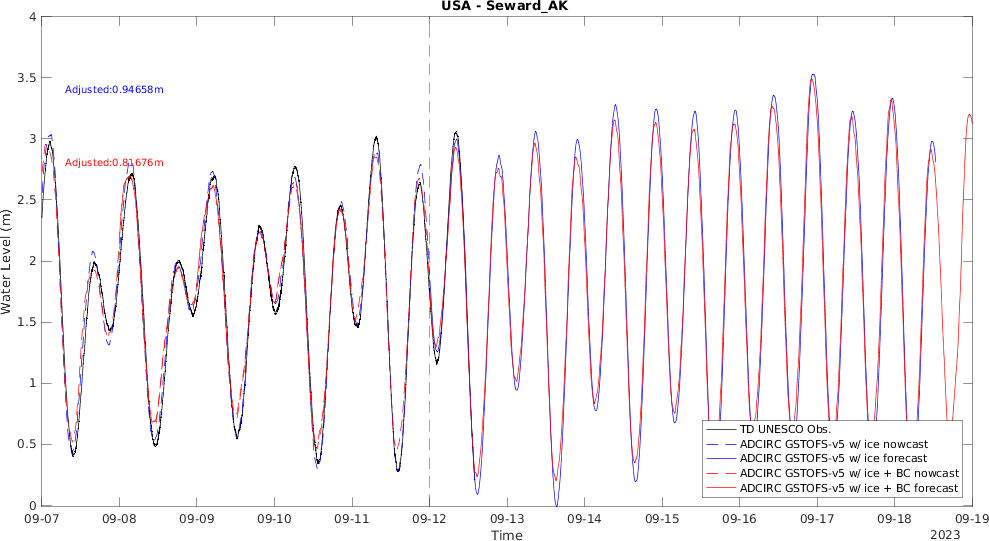 USA - Seward_AK
4
3.5
3
2.5
2
1.5
1
0.5
0
Water Level (m)
Adjusted:0.94658m
Adjusted:0.81676m
TD UNESCO Obs.
ADCIRC GSTOFS-v5 w/ ice nowcast
ADCIRC GSTOFS-v5 w/ ice forecast
ADCIRC GSTOFS-v5 w/ ice + BC nowcast
ADCIRC GSTOFS-v5 w/ ice + BC forecast
09-07 09-08 09-09 09-10 09-11 09-12 09-13 09-14 09-15 09-16 09-17 09-18 09-19
Time
2023